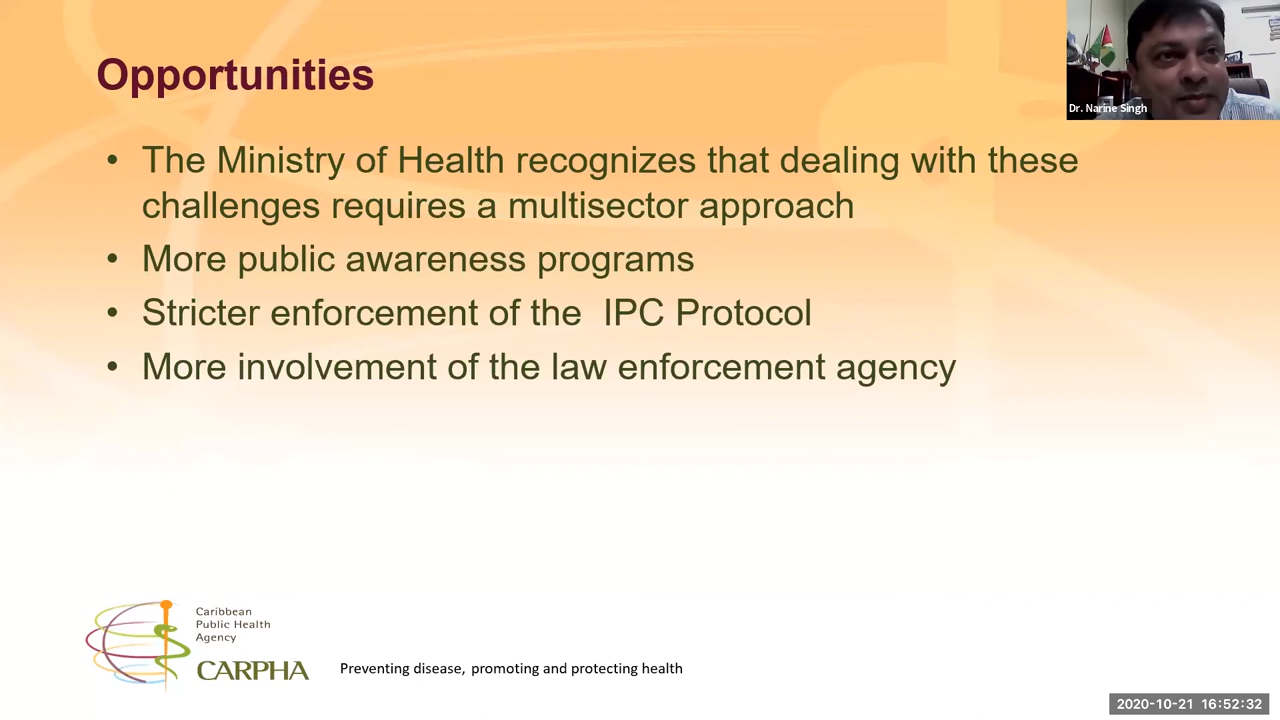 Opportunities
Dr. Narine Singh
• The Ministry of Health recognizes that dealing with these
challenges requires a multisector approach
• More public awareness programs
• Stricter enforcement of the  IPC Protocol
• More involvement of the law enforcement agency
Caribbean
Public Health
Agency
CARPHA
Preventing disease, promoting and protecting health
2020-10-21 16:52:32